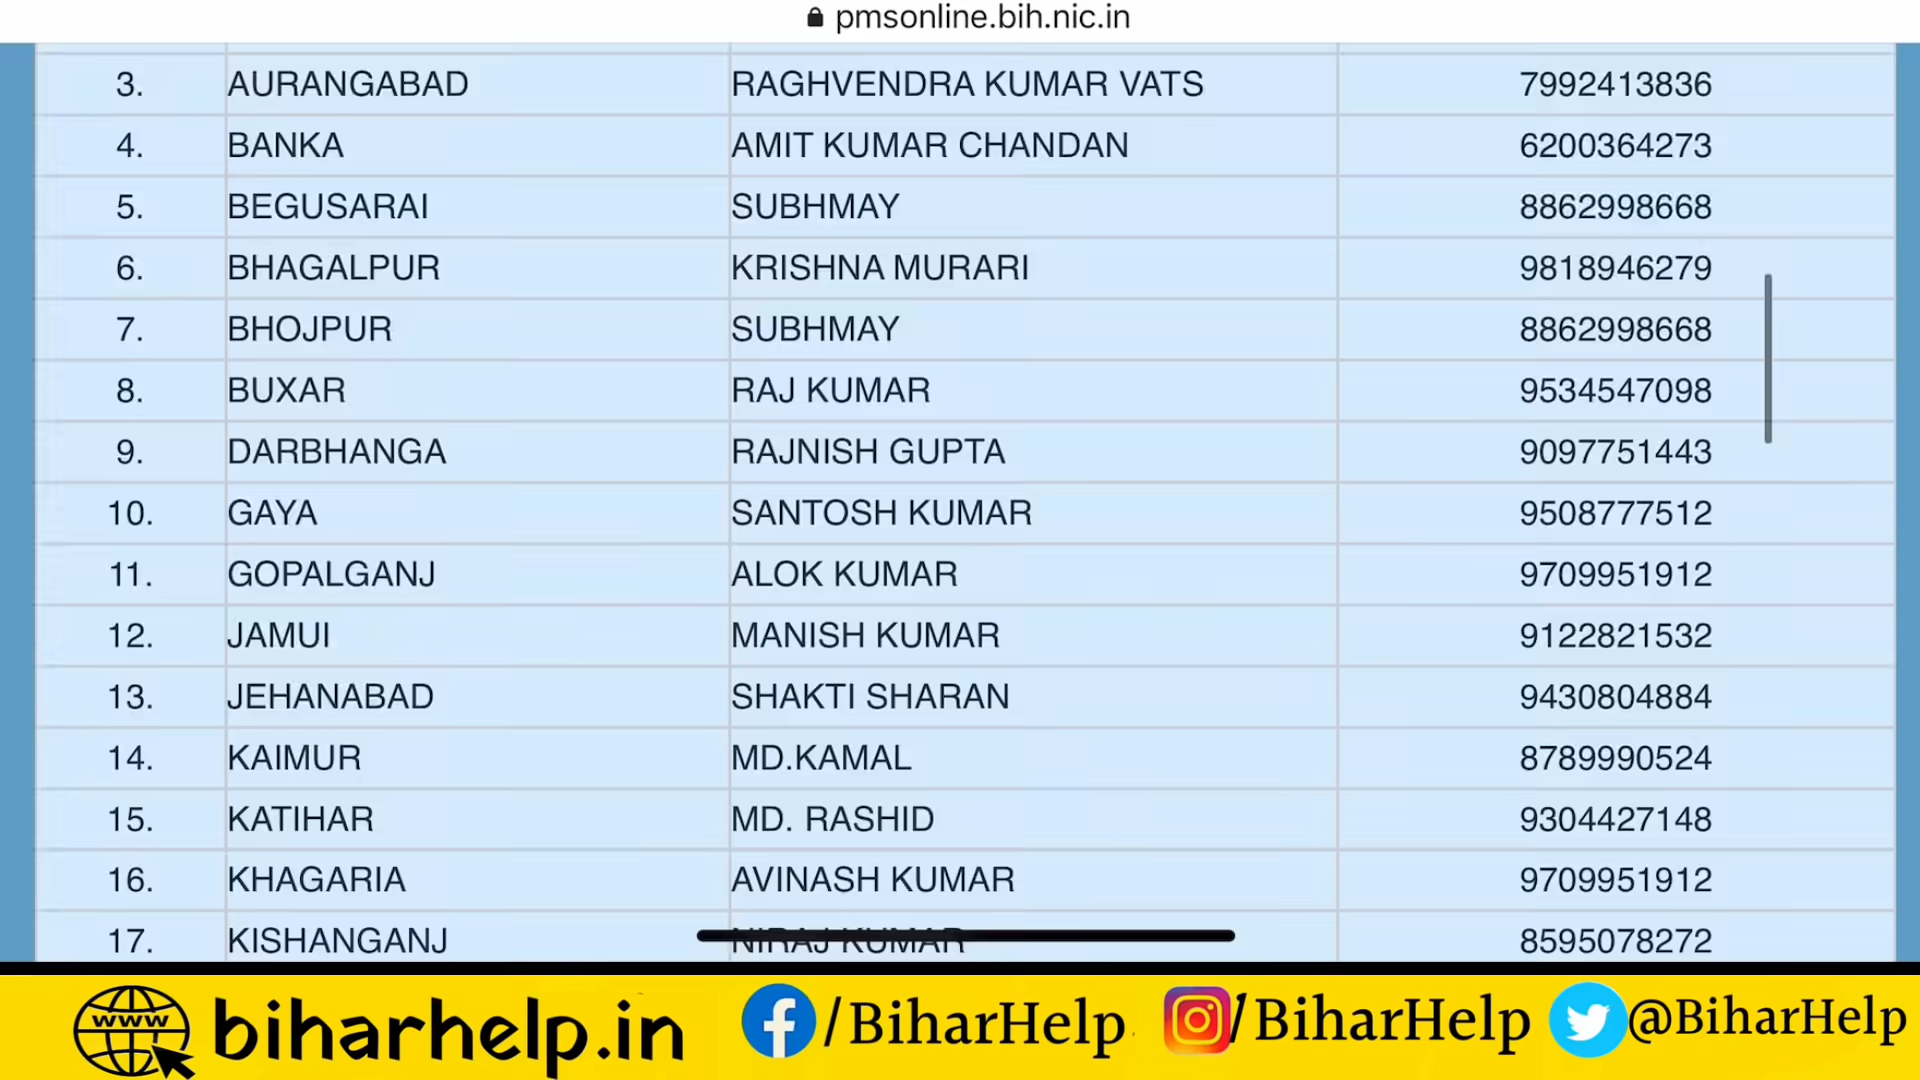 pmsonline.bih.nic.in
3. AURANGABAD RAGHVENDRA KUMAR VATS 7992413836
4. BANKA AMIT KUMAR CHANDAN 6200364273
5. BEGUSARAI SUBHMAY 8862998668
6. BHAGALPUR KRISHNA MURARI 9818946279
7. BHOJPUR SUBHMAY 8862998668
8. BUXAR RAJ KUMAR 9534547098
9. DARBHANGA RAJNISH GUPTA 9097751443
10. GAYA SANTOSH KUMAR 9508777512
11. GOPALGANJ ALOK KUMAR 9709951912
12. JAMUI MANISH KUMAR 9122821532
13. JEHANABAD SHAKTI SHARAN 9430804884
14. KAIMUR MD.KAMAL 8789990524
15. KATIHAR MD. RASHID 9304427148
16. KHAGARIA AVINASH KUMAR 9709951912
17. KISHANGANJ NIRAJ KUMAR 8595078272
www biharhelp.in /BiharHelp /BiharHelp @BiharHelp